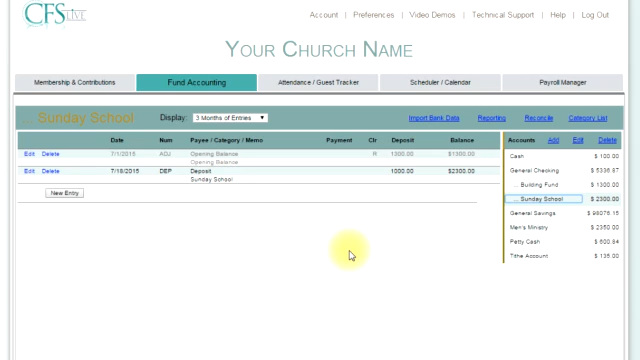 CFSLIVE
Account | Preferences | Video Demos | Technical Support | Help | Log Out
YOUR CHURCH NAME
Membership & Contributions Fund Accounting Attendance / Guest Tracker Scheduler / Calendar Payroll Manager
... Sunday School Display: 3 Months of Entries Import Bank Data Reporting Reconcile Category List
Date Num Payee / Category / Memo Payment Clr Deposit Balance Accounts Add Edit Delete
Edit Delete 7/1/2015 ADJ Opening Balance R 1300.00 $1300.00
Opening Balance
Edit Delete 7/18/2015 DEP Deposit 1000.00 $2300.00
Sunday School
New Entry
Cash $ 100.00
General Checking $ 5336.97
... Building Fund $ 1300.00
... Sunday School $ 2300.00
General Savings $ 98076.15
Men's Ministry $ 2350.00
Petty Cash $ 600.94
Tithe Account $ 135.00